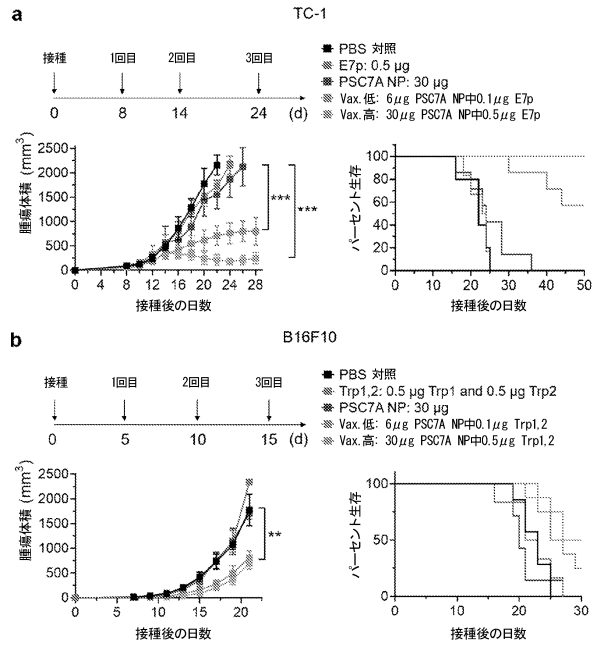 a
TC-1
接種 1回目 2回目 3回目
0 8 14 24 (d)
PBS 対照
E7p: 0.5 µg
PSC7A NP: 30 µg
Vax.低: 6μg PSC7A NP中0.1μg E7p
Vax.高: 30μg PSC7A NP中0.5μg E7p
腫瘍体積 (mm³)
2500
2000
1500
1000
500
0
0 4 8 12 16 20 24 28
接種後の日数
*** ***
パーセント生存
100
80
60
40
20
0
0 10 20 30 40 50
接種後の日数
b
B16F10
接種 1回目 2回目 3回目
0 5 10 15 (d)
PBS 対照
Trp1,2: 0.5 µg Trp1 and 0.5 µg Trp2
PSC7A NP: 30 µg
Vax.低: 6μg PSC7A NP中0.1μg Trp1,2
Vax.高: 30μg PSC7A NP中0.5μg Trp1,2
腫瘍体積 (mm³)
2500
2000
1500
1000
500
0
0 5 10 15 20
接種後の日数
**
パーセント生存
100
50
0
0 10 20 30
接種後の日数